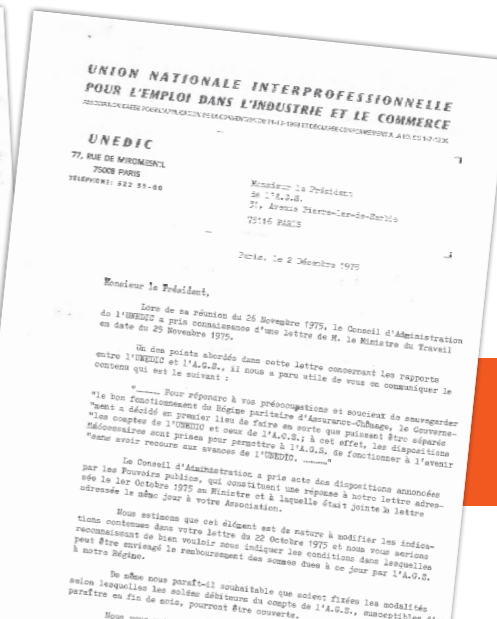 UNION NATIONALE INTERPROFESSIONNELLE
POUR L'EMPLOI DANS L'INDUSTRIE ET LE COMMERCE
UNEDIC
77, RUE DE MIROMESNIL
75008 PARIS
TÉLÉPHONE: 522
Monsieur le Président
de l'A.G.S.
31, Avenue Pierre-1er-de-Serbie
75116 PARIS
Paris, le 2 Décembre 1975
Monsieur le Président,
Lors de sa réunion du 26 Novembre 1975, le Conseil d'Administration
de l'UNEDIC a pris connaissance d'une lettre de M. le Ministre du Travail
en date du 25 Novembre 1975.
Un des points abordés dans cette lettre concernant les rapports
entre l'UNEDIC et l'A.G.S., il nous a paru utile de vous en communiquer le
contenu qui est le suivant :
"...... Pour répondre à vos préoccupations et soucieux de sauvegarder
"le bon fonctionnement du Régime paritaire d'Assurance-Chômage, le Gouverne-
"ment a décidé en premier lieu de faire en sorte que puissent être séparés
"les comptes de l'UNEDIC et ceux de l'A.G.S.; à cet effet, les dispositions
"nécessaires sont prises pour permettre à l'A.G.S. de fonctionner à l'avenir
"sans avoir recours aux avances de l'UNEDIC. ......"
Le Conseil d'Administration a pris acte des dispositions annoncées
par les Pouvoirs publics, qui constituent une réponse à notre lettre adres-
sée le 1er Octobre 1975 au Ministre et à laquelle était jointe la lettre
adressée le même jour à votre Association.
Nous estimons que cet élément est de nature à modifier les indica-
tions contenues dans votre lettre du 22 Octobre 1975 et nous vous serions
reconnaissant de bien vouloir nous indiquer les conditions dans lesquelles
peut être envisagé le remboursement des sommes dues à ce jour par l'A.G.S.
à notre Régime.
De même nous paraît-il souhaitable que soient fixées les modalités
selon lesquelles les soldes débiteurs du compte de l'A.G.S., susceptibles
paraître en fin de mois, pourront être couverts.
Nous